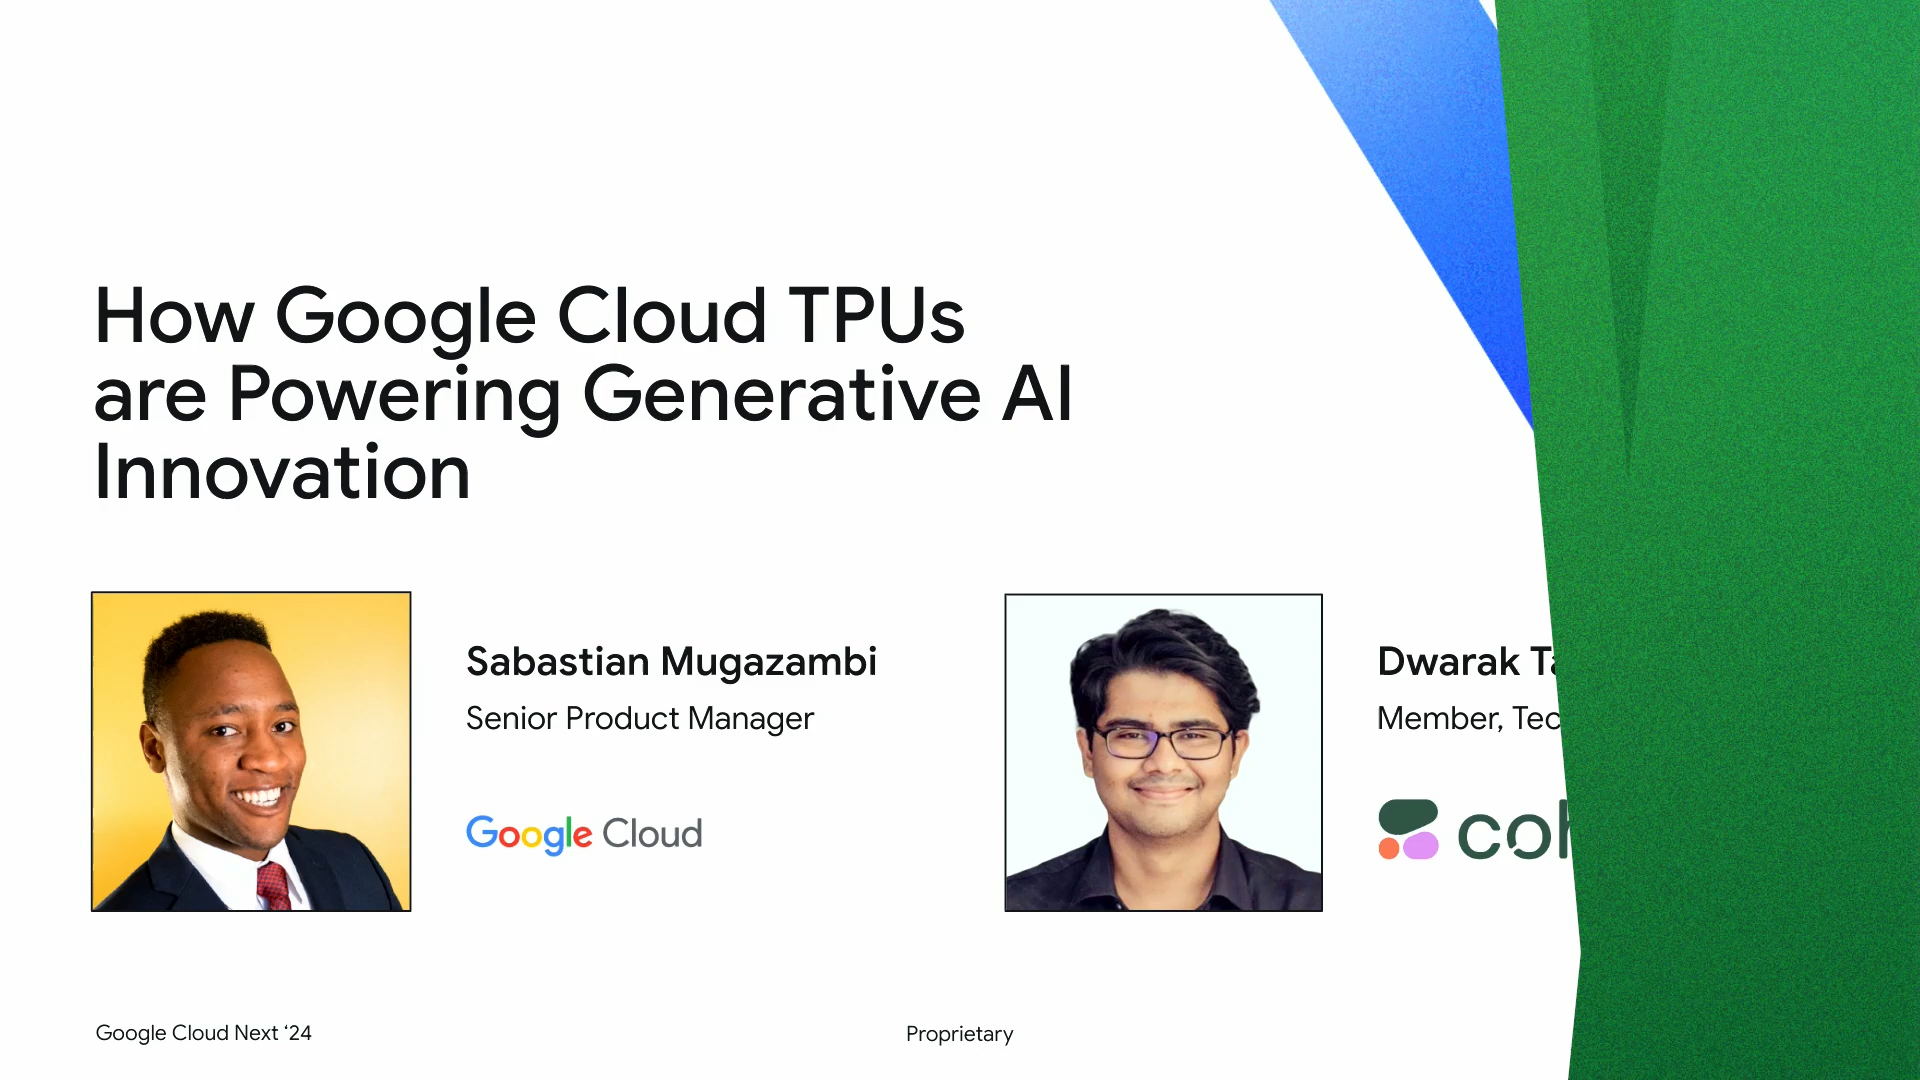 How Google Cloud TPUs
are Powering Generative AI
Innovation
Sabastian Mugazambi
Senior Product Manager
Google Cloud
Dwarak
Member,
Google Cloud Next ‘24
Proprietary